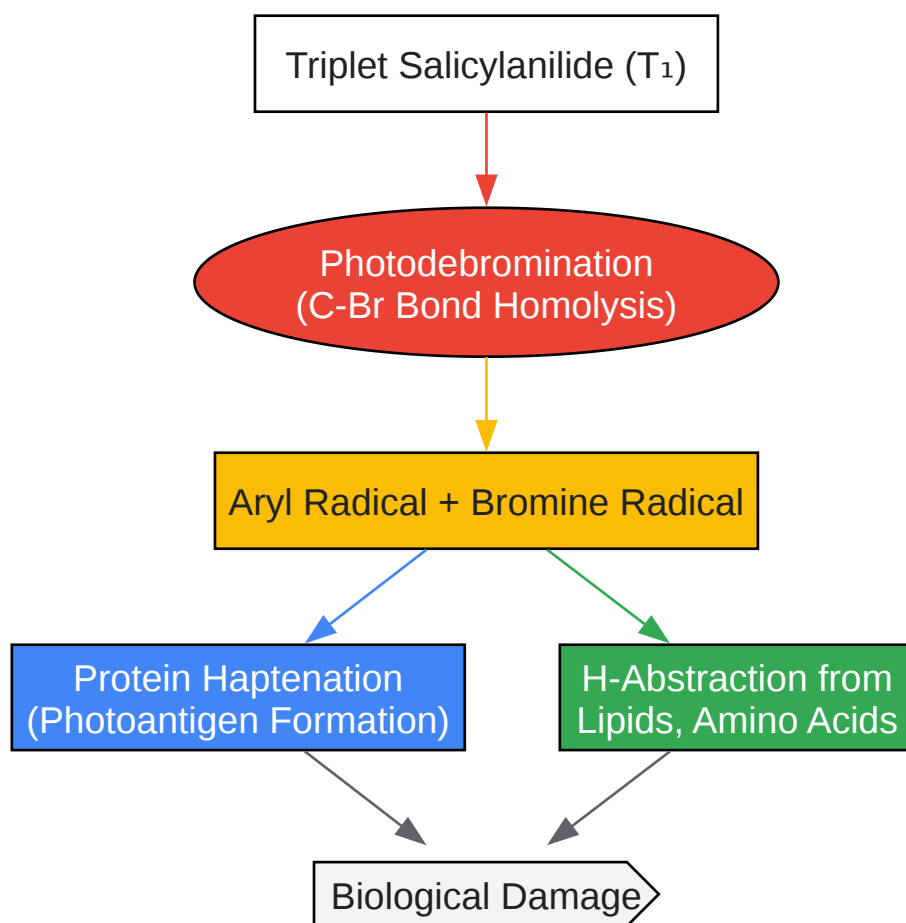 Triplet Salicylanilide (T₁)
Photodebromination
(C-Br Bond Homolysis)
Aryl Radical + Bromine Radical
Protein Haptenation
(Photoantigen Formation)
H-Abstraction from
Lipids, Amino Acids
Biological Damage